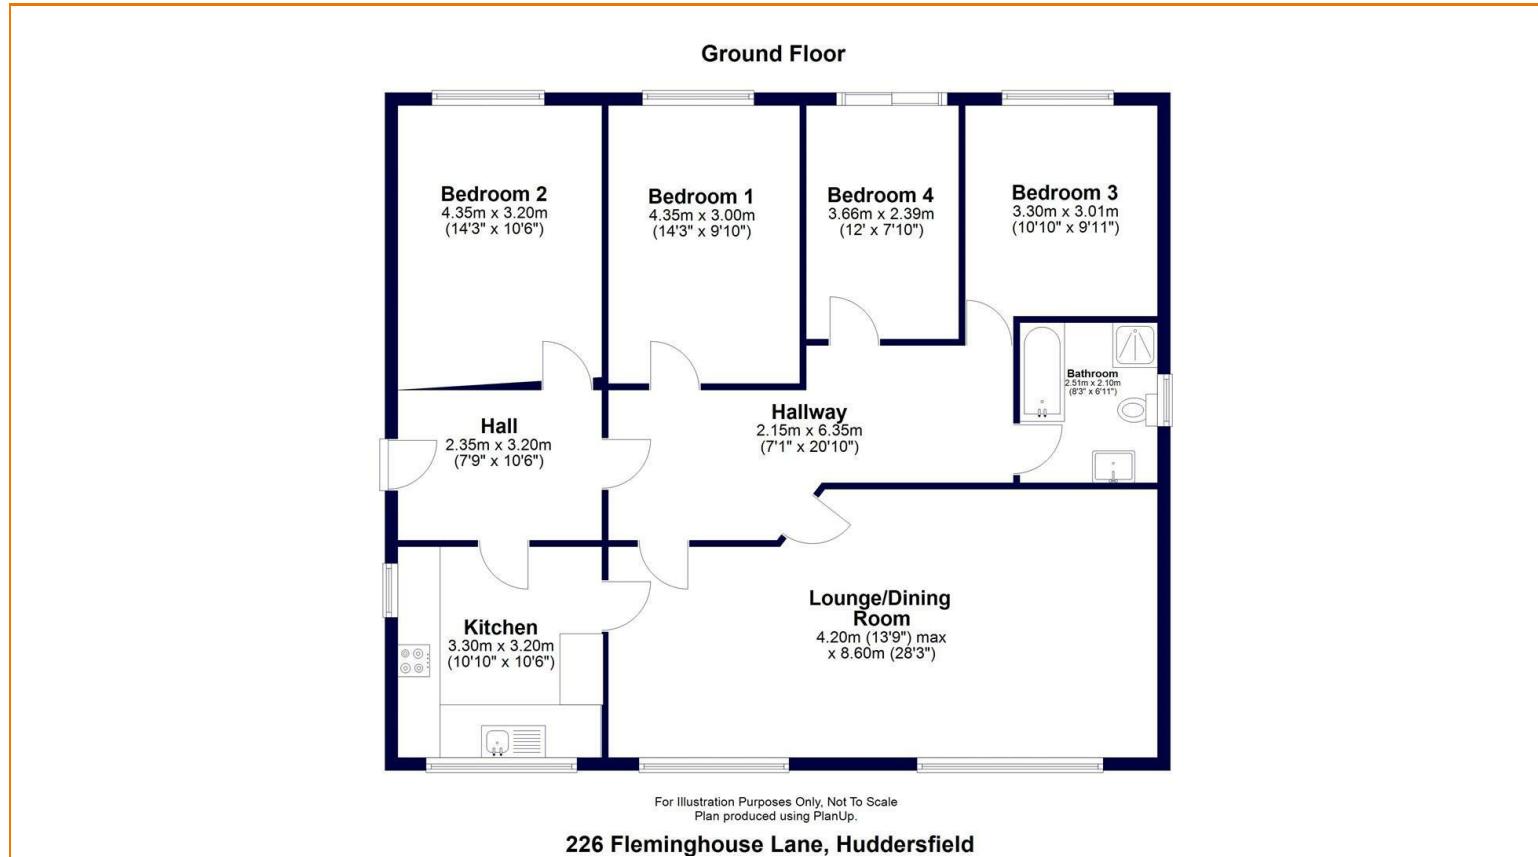 Ground Floor
Bedroom 2
4.35m x 3.20m
(14'3" x 10'6")
Bedroom 1
4.35m x 3.00m
(14'3" x 9'10")
Bedroom 4
3.66m x 2.39m
(12' x 7'10")
Bedroom 3
3.30m x 3.01m
(10'10" x 9'11")
Bathroom
2.51m x 2.10m
(8'3" x 6'11")
Hall
2.35m x 3.20m
(7'9" x 10'6")
Hallway
2.15m x 6.35m
(7'1" x 20'10")
Kitchen
3.30m x 3.20m
(10'10" x 10'6")
Lounge/Dining
Room
4.20m (13'9") max
x 8.60m (28'3")
For Illustration Purposes Only, Not To Scale
Plan produced using PlanUp.
226 Fleminghouse Lane, Huddersfield